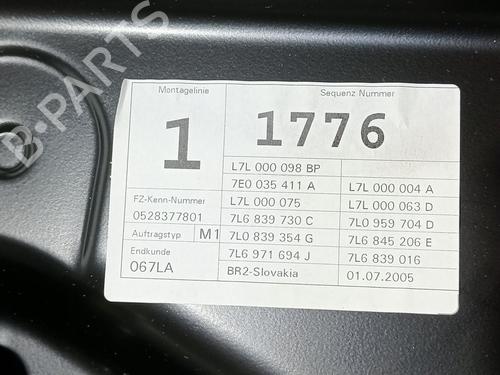 B-PARTS
Montagelinie
1
Sequenz Nummer
1776
L7L 000 098 BP
7E0 035 411 A L7L 000 004 A
FZ-Kenn-Nummer
0528377801
L7L 000 075 L7L 000 063 D
7L6 839 730 C 7L0 959 704 D
Auftragstyp M1
7L0 839 354 G 7L6 845 206 E
Endkunde
067LA
7L6 971 694 J 7L6 839 016
BR2-Slovakia 01.07.2005